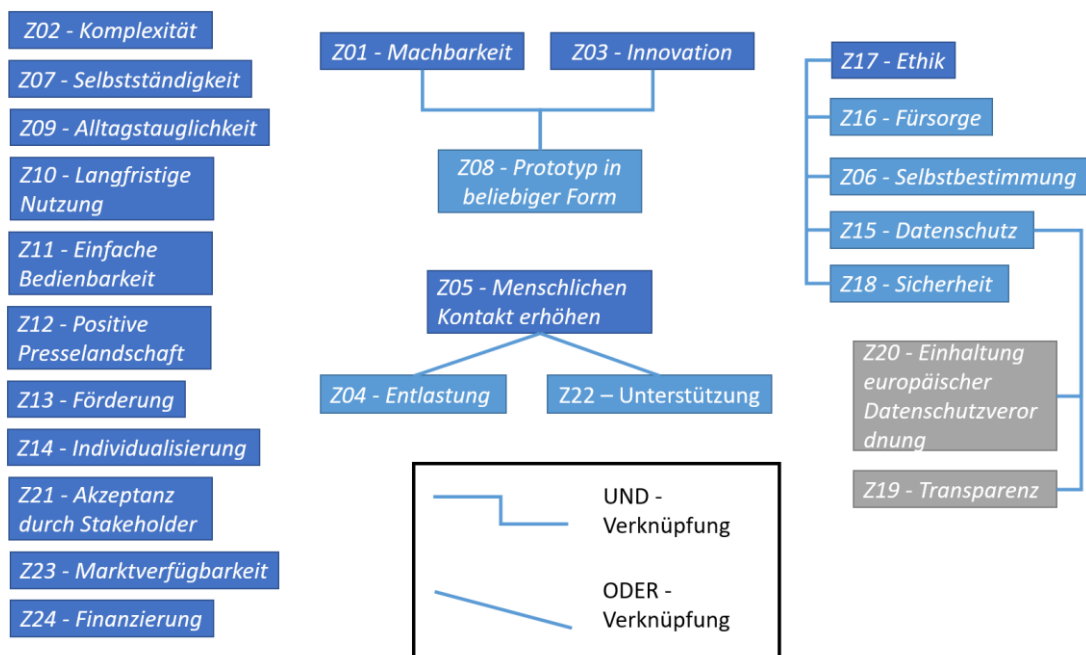 Z02 - Komplexität
Z07 - Selbstständigkeit
Z09 - Alltagstauglichkeit
Z10 - Langfristige
Nutzung
Z11 - Einfache
Bedienbarkeit
Z12 - Positive
Presselandschaft
Z13 - Förderung
Z14 - Individualisierung
Z21 - Akzeptanz
durch Stakeholder
Z23 - Marktverfügbarkeit
Z24 - Finanzierung
Z01 - Machbarkeit
Z03 - Innovation
Z08 - Prototyp in
beliebiger Form
Z05 - Menschlichen
Kontakt erhöhen
Z04 - Entlastung
Z22 – Unterstützung
UND -
Verknüpfung
ODER -
Verknüpfung
Z17 - Ethik
Z16 - Fürsorge
Z06 - Selbstbestimmung
Z15 - Datenschutz
Z18 - Sicherheit
Z20 - Einhaltung
europäischer
Datenschutzveror
dnung
Z19 - Transparenz